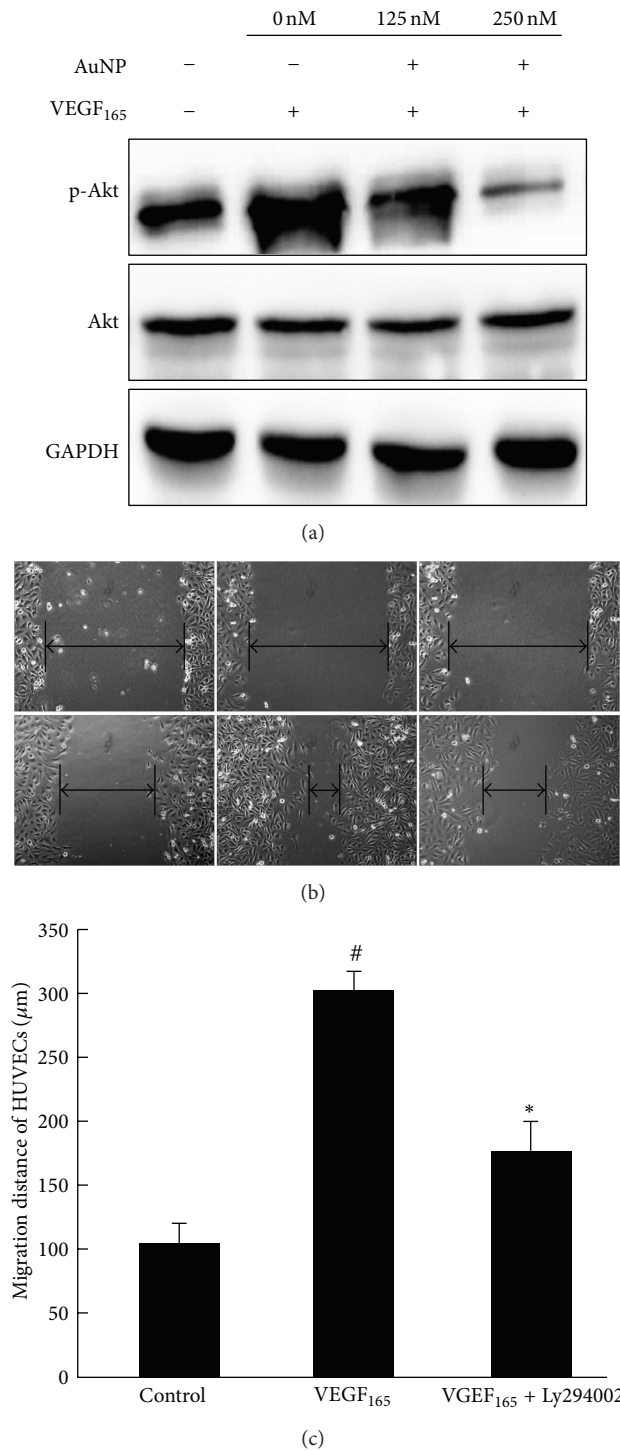 0 nM 125 nM 250 nM
AuNP − − + +
VEGF₁₆₅ − + + +
p-Akt
Akt
GAPDH
(a)
(b)
350
300
250
200
150
100
50
0
Migration distance of HUVECs (μm)
#
*
Control VEGF₁₆₅ VGEF₁₆₅ + Ly294002
(c)